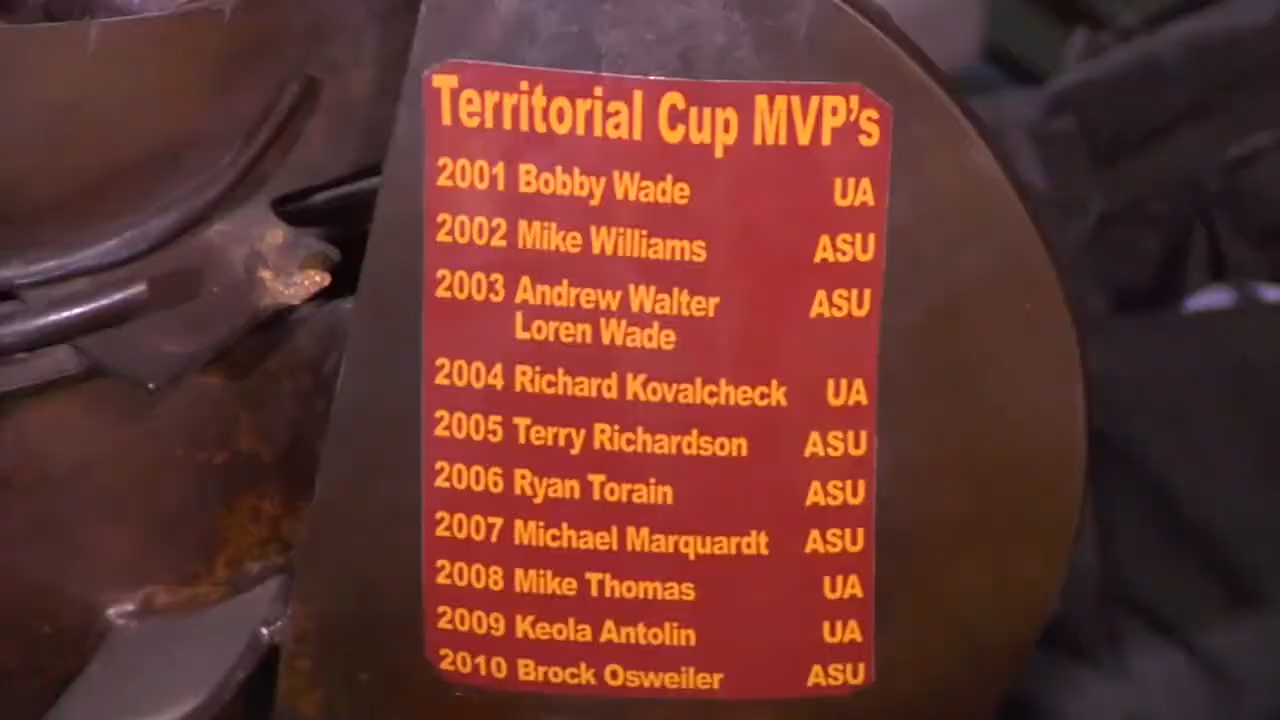 Territorial Cup MVP's
2001 Bobby Wade UA
2002 Mike Williams ASU
2003 Andrew Walter ASU
Loren Wade
2004 Richard Kovalcheck UA
2005 Terry Richardson ASU
2006 Ryan Torain ASU
2007 Michael Marquardt ASU
2008 Mike Thomas UA
2009 Keola Antolin UA
2010 Brock Osweiler ASU